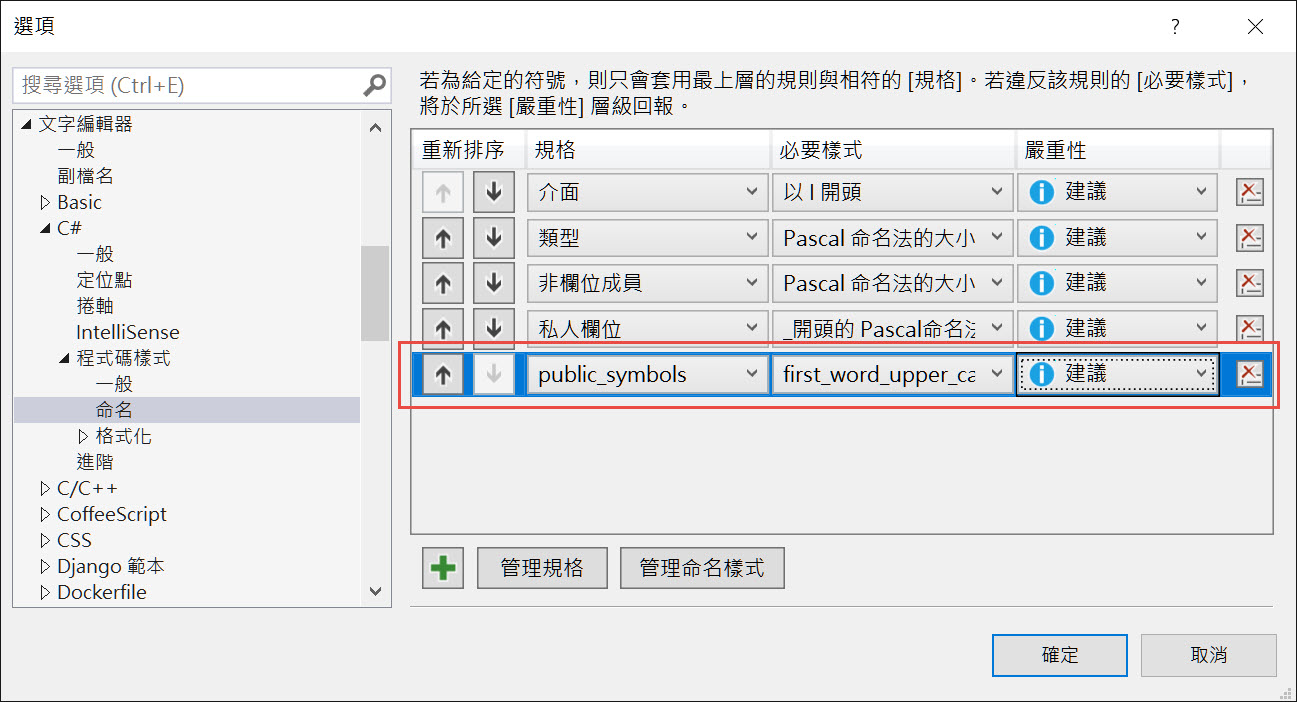 選項
?
搜尋選項 (Ctrl+E)
文字編輯器
一般
副檔名
Basic
C#
一般
定位點
捲軸
IntelliSense
程式碼樣式
一般
命名
格式化
進階
C/C++
CoffeeScript
CSS
Django 範本
Dockerfile
若為給定的符號，則只會套用最上層的規則與相符的 [規格]。若違反該規則的 [必要樣式]，
將於所選 [嚴重性] 層級回報。
重新排序 規格 必要樣式 嚴重性
介面 以 I 開頭 建議
類型 Pascal 命名法的大小 建議
非欄位成員 Pascal 命名法的大小 建議
私人欄位 _開頭的 Pascal命名法 建議
public_symbols first_word_upper_ca 建議
管理規格 管理命名樣式
確定 取消